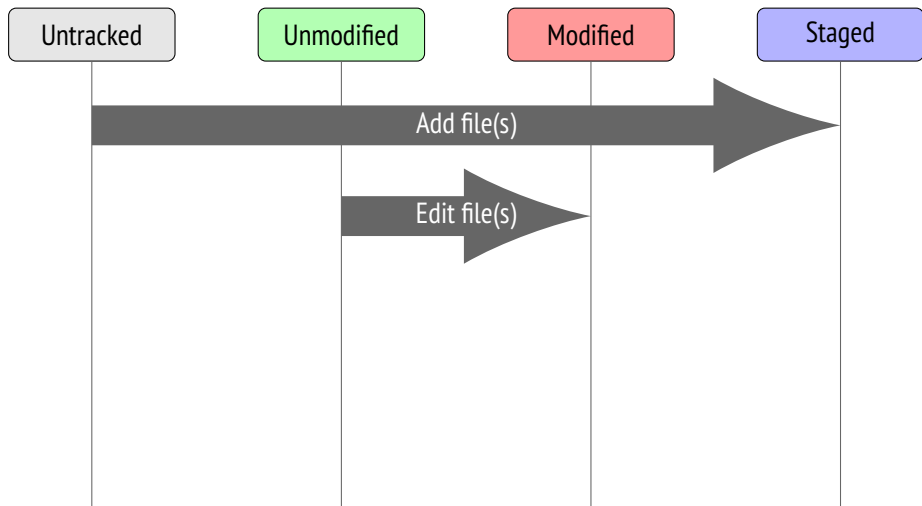 Untracked
Unmodified
Modified
Staged
Add file(s)
Edit file(s)